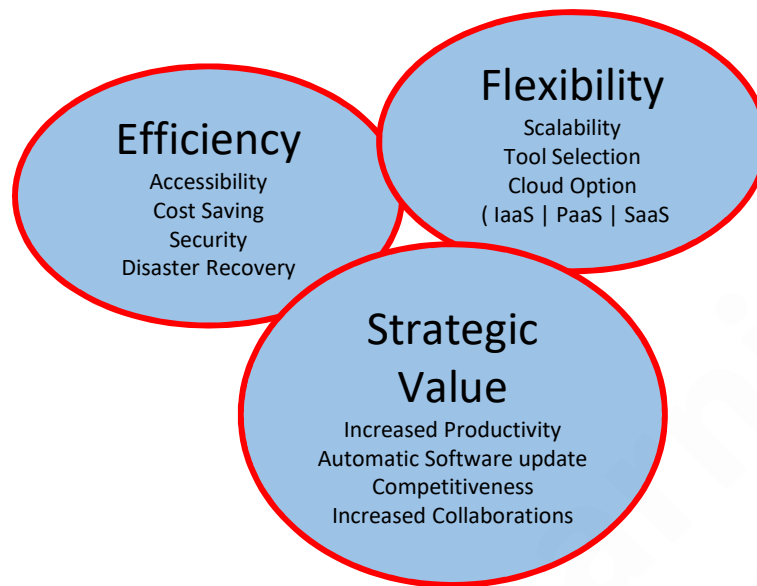 Efficiency
Accessibility
Cost Saving
Security
Disaster Recovery
Flexibility
Scalability
Tool Selection
Cloud Option
( IaaS | PaaS | SaaS
Strategic
Value
Increased Productivity
Automatic Software update
Competitiveness
Increased Collaborations